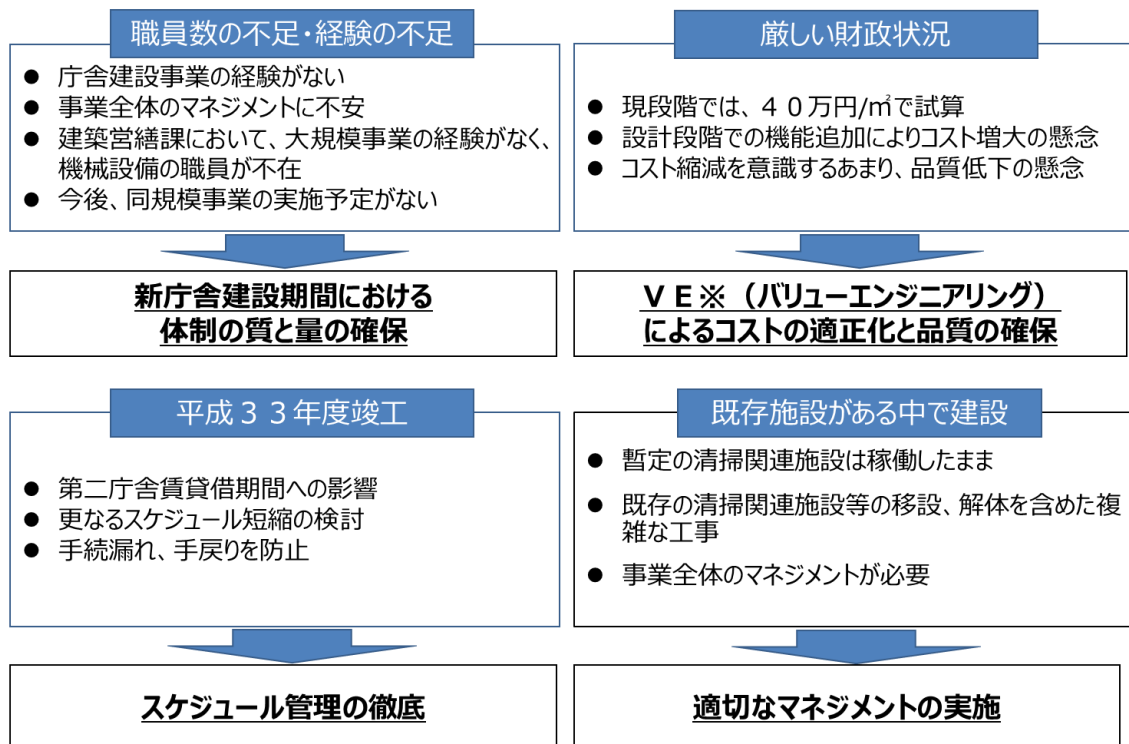 職員数の不足・経験の不足
● 庁舎建設事業の経験がない
● 事業全体のマネジメントに不安
● 建築営繕課において、大規模事業の経験がなく、
機械設備の職員が不在
● 今後、同規模事業の実施予定がない
新庁舎建設期間における
体制の質と量の確保
厳しい財政状況
● 現段階では、４０万円/㎡で試算
● 設計段階での機能追加によりコスト増大の懸念
● コスト縮減を意識するあまり、品質低下の懸念
ＶＥ※（バリューエンジニアリング）
によるコストの適正化と品質の確保
平成３３年度竣工
● 第二庁舎賃貸借期間への影響
● 更なるスケジュール短縮の検討
● 手続漏れ、手戻りを防止
スケジュール管理の徹底
既存施設がある中で建設
● 暫定の清掃関連施設は稼働したまま
● 既存の清掃関連施設等の移設、解体を含めた複
雑な工事
● 事業全体のマネジメントが必要
適切なマネジメントの実施